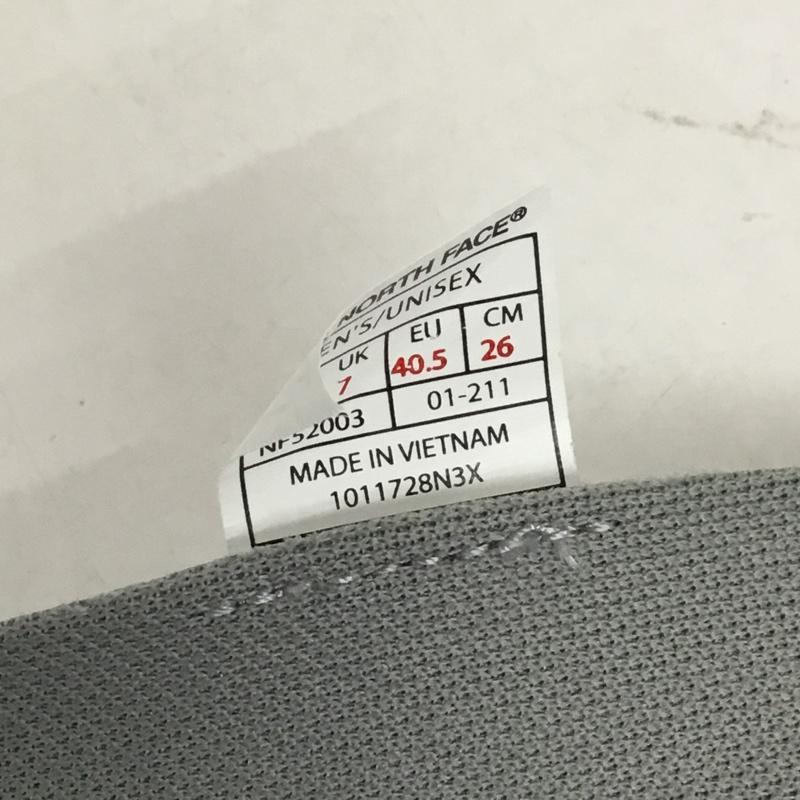 NORTH FACE®
EN'S/UNISEX
UK EU CM
7 40.5 26
NF52003 01-211
MADE IN VIETNAM
1011728N3X